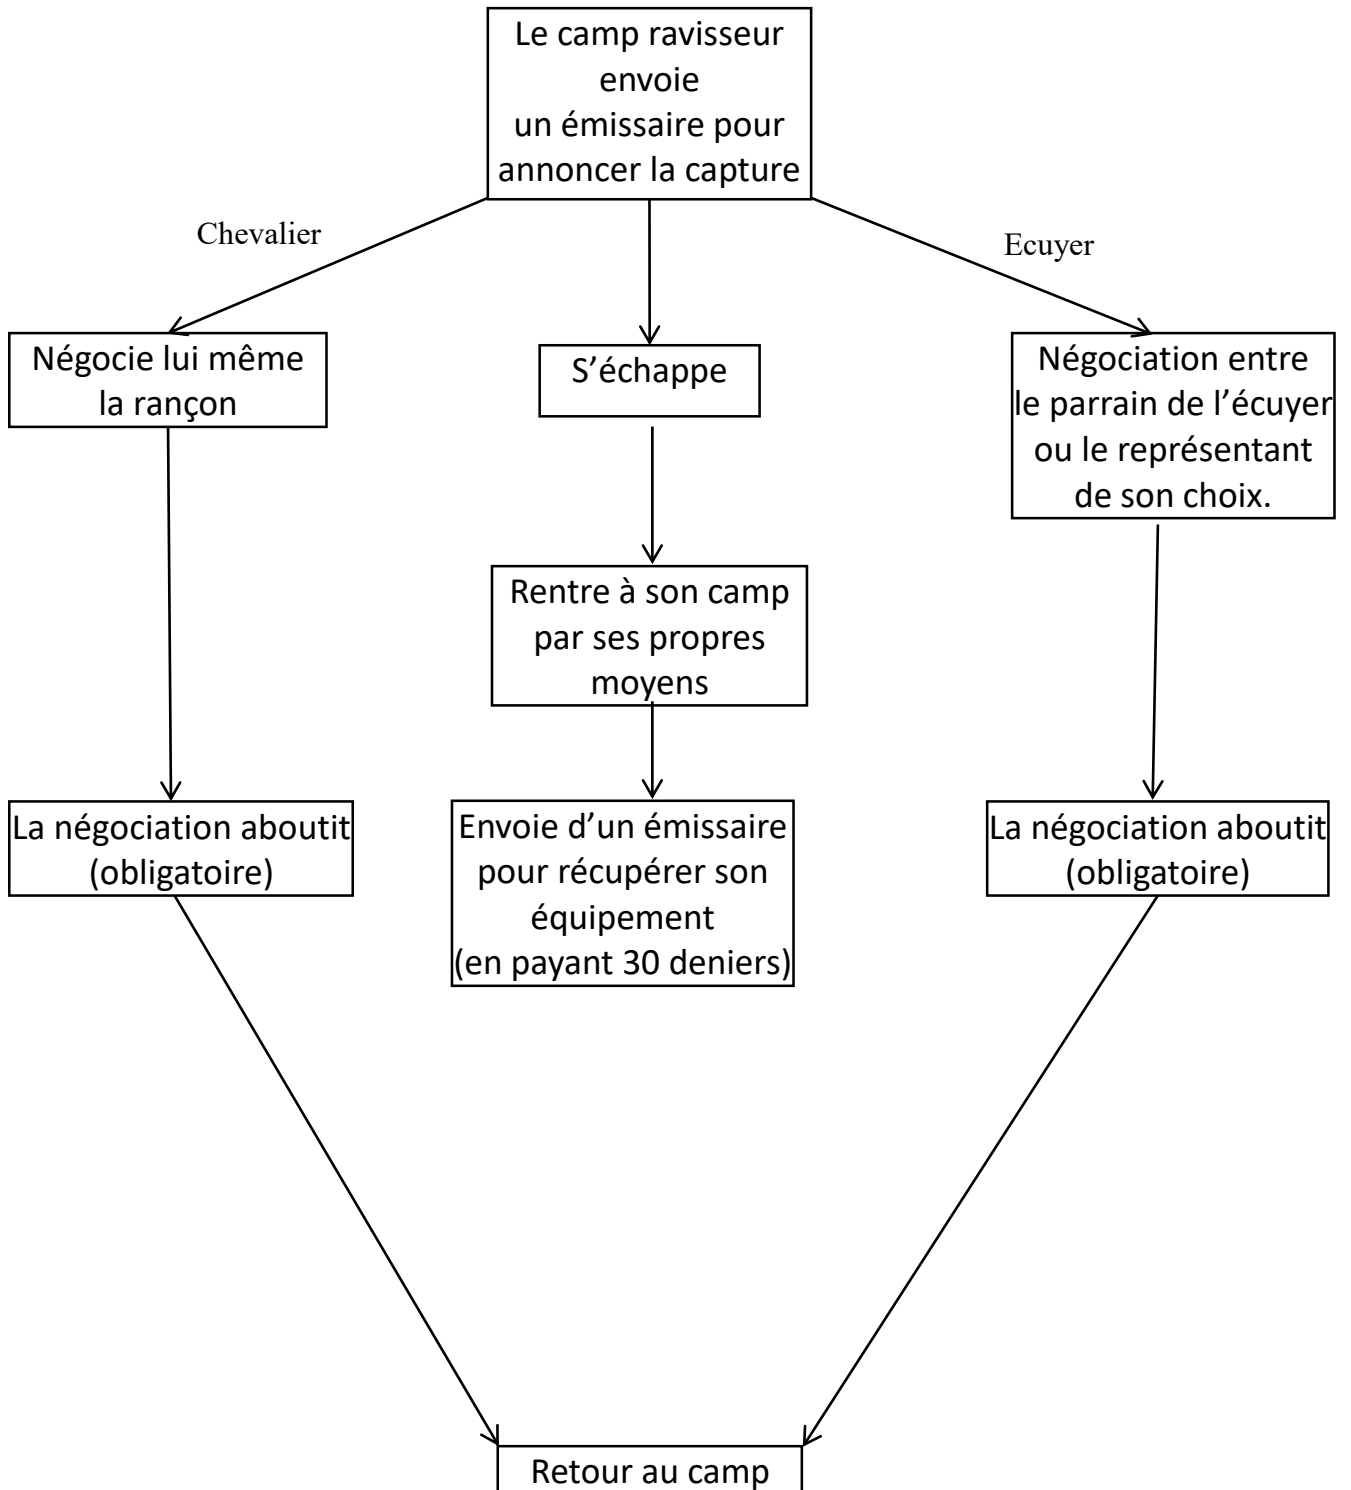 Le camp ravisseur
envoie
un émissaire pour
annoncer la capture
Chevalier
Ecuyer
Négocie lui même
la rançon
S’échappe
Négociation entre
le parrain de l’écuyer
ou le représentant
de son choix.
Rentre à son camp
par ses propres
moyens
La négociation aboutit
(obligatoire)
Envoie d’un émissaire
pour récupérer son
équipement
(en payant 30 deniers)
La négociation aboutit
(obligatoire)
Retour au camp